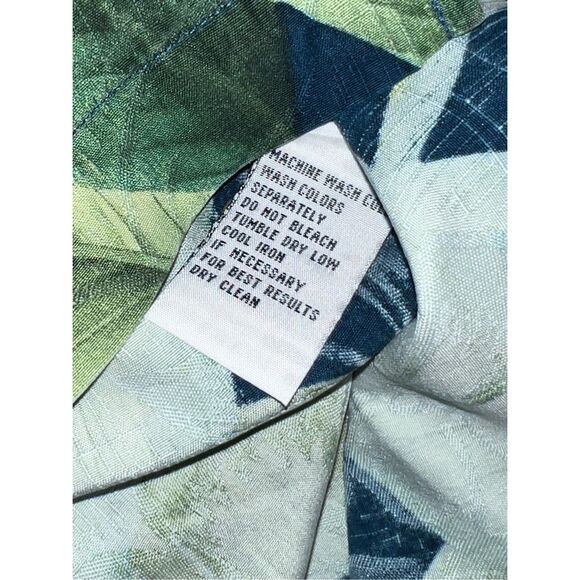 MACHINE WASH
WASH COLORS
SEPARATELY
DO NOT BLEACH
TUMBLE DRY LOW
COOL IRON
IF NECESSARY
FOR BEST RESULTS
DRY CLEAN